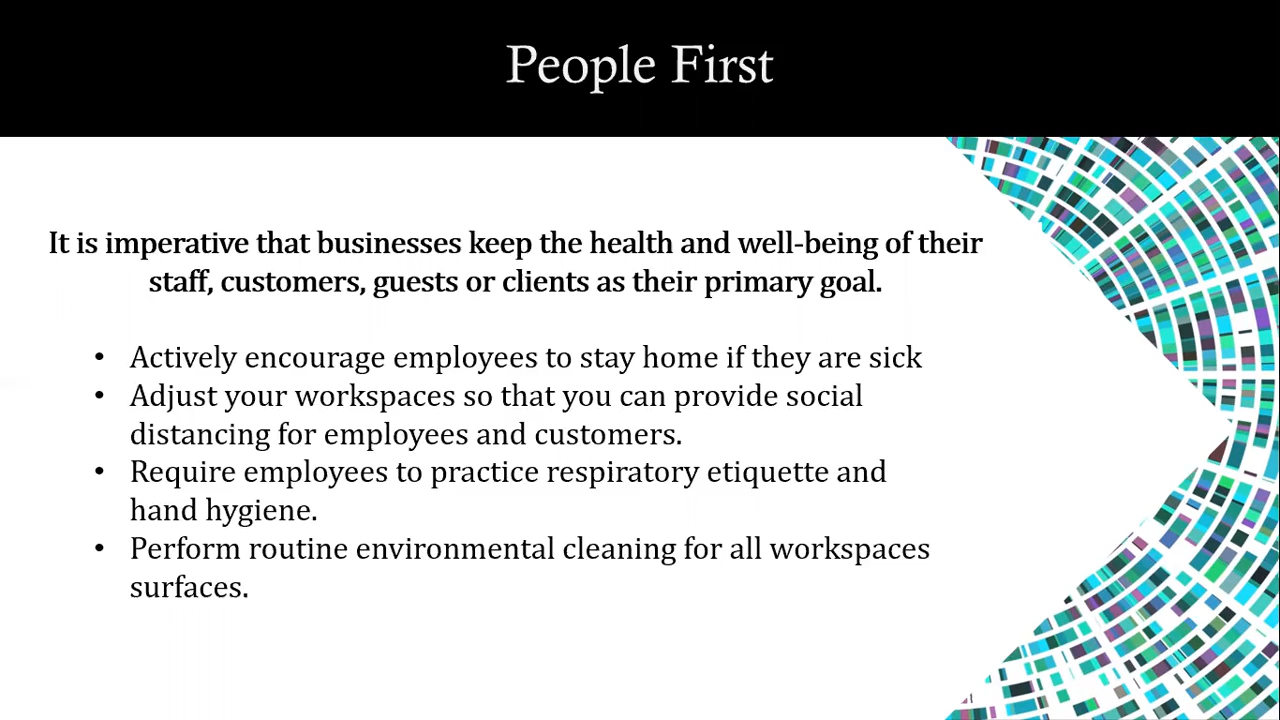 People First
It is imperative that businesses keep the health and well-being of their
staff, customers, guests or clients as their primary goal.
• Actively encourage employees to stay home if they are sick
• Adjust your workspaces so that you can provide social
distancing for employees and customers.
• Require employees to practice respiratory etiquette and
hand hygiene.
• Perform routine environmental cleaning for all workspaces
surfaces.